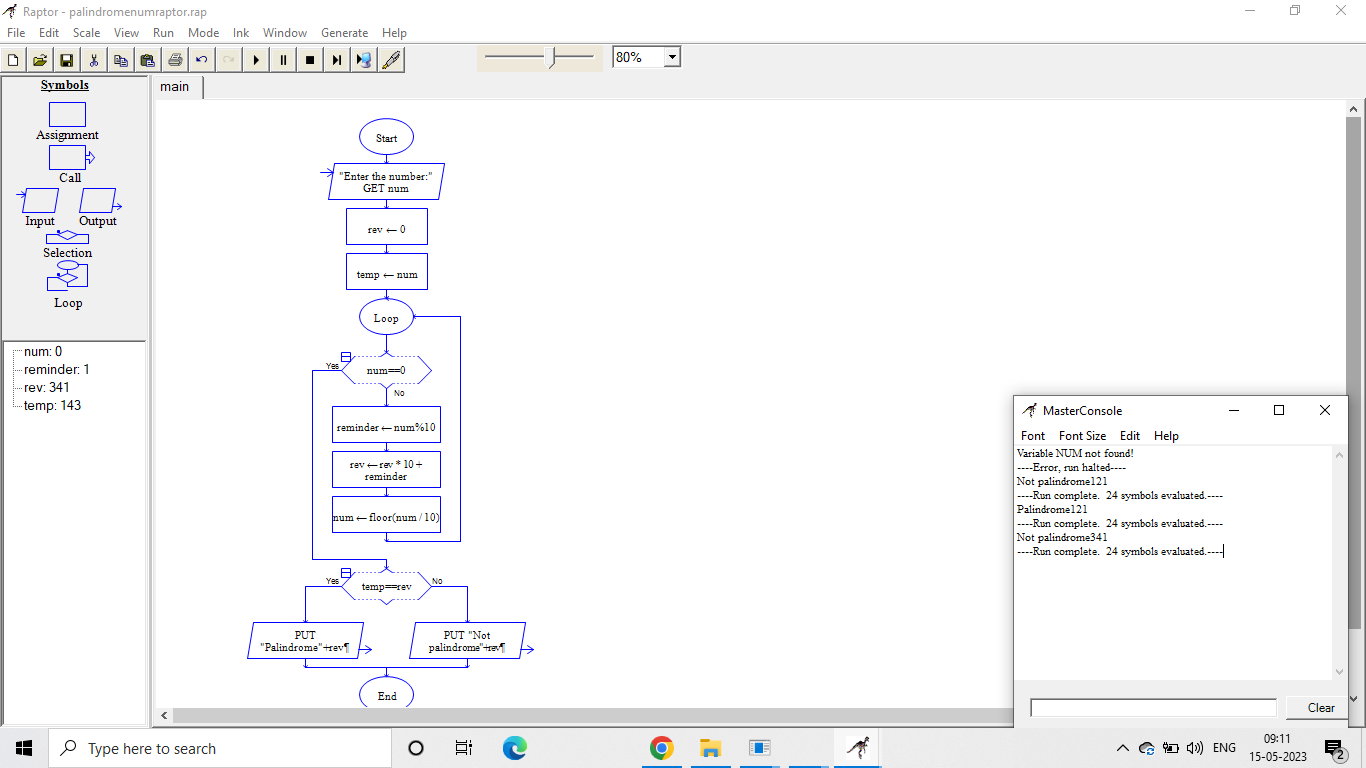 Raptor - palindromenumraptor.rap
File Edit Scale View Run Mode Ink Window Generate Help
80%
Symbols
Assignment
Call
Input Output
Selection
Loop
num: 0
reminder: 1
rev: 341
temp: 143
main
Start
"Enter the number:"
GET num
rev ← 0
temp ← num
Loop
Yes
num==0
No
reminder ← num%10
rev ← rev * 10 +
reminder
num ← floor(num / 10)
Yes
temp==rev
No
PUT
"Palindrome"+rev¶
PUT "Not
palindrome"+rev¶
End
MasterConsole
Font Font Size Edit Help
Variable NUM not found!
----Error, run halted----
Not palindrome121
----Run complete.  24 symbols evaluated.----
Palindrome121
----Run complete.  24 symbols evaluated.----
Not palindrome341
----Run complete.  24 symbols evaluated.----
Clear
Type here to search
ENG
09:11
15-05-2023
2